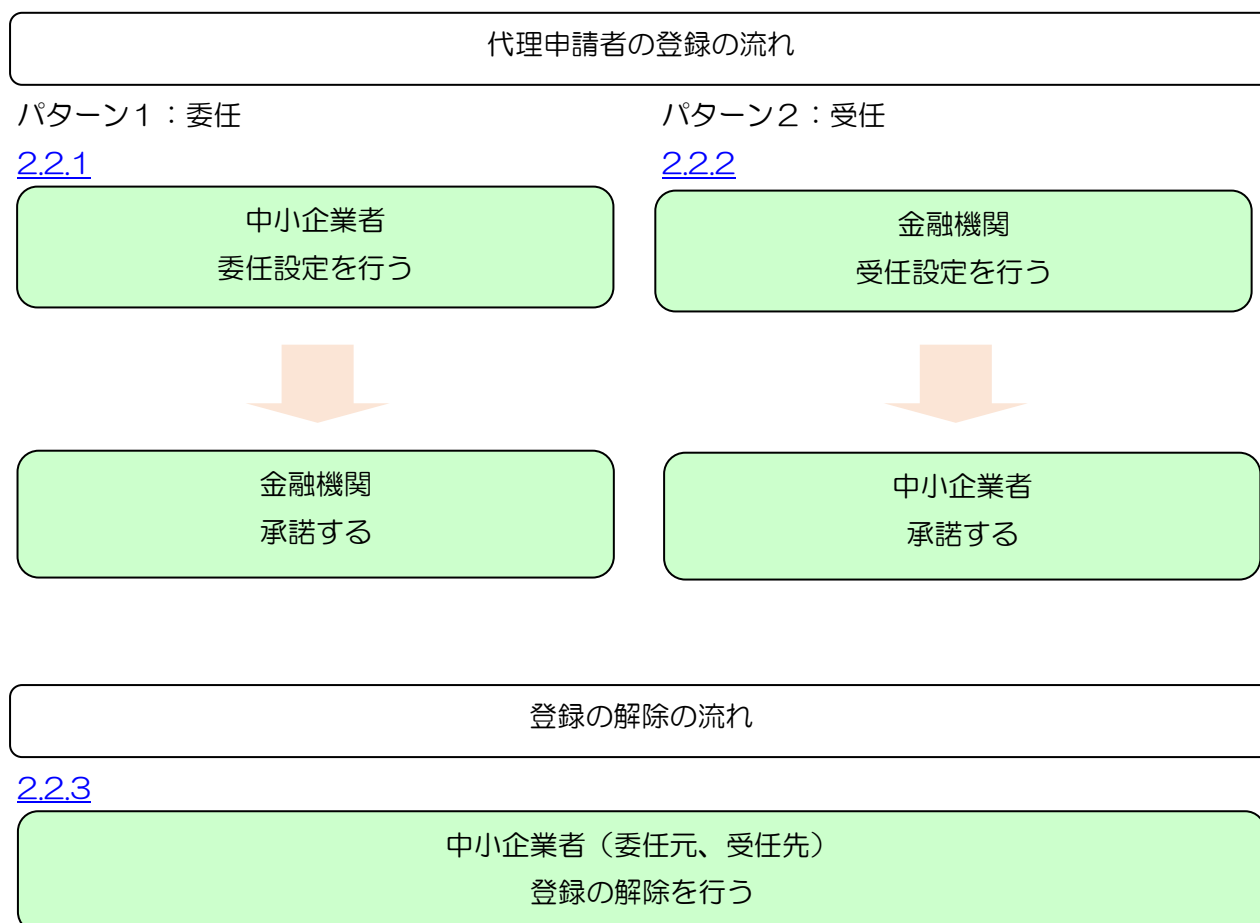 代理申請者の登録の流れ
パターン１：委任
2.2.1
中小企業者
委任設定を行う
金融機関
承諾する
パターン２：受任
2.2.2
金融機関
受任設定を行う
中小企業者
承諾する
登録の解除の流れ
2.2.3
中小企業者（委任元、受任先）
登録の解除を行う